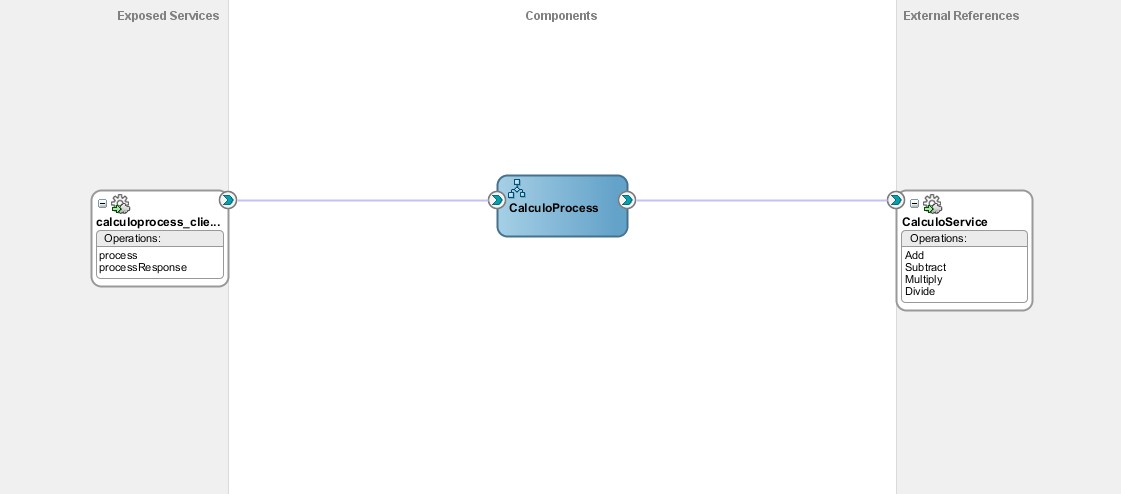 Exposed Services
Components
External References
calculoprocess_clie...
Operations:
process
processResponse
CalculoProcess
CalculoService
Operations:
Add
Subtract
Multiply
Divide